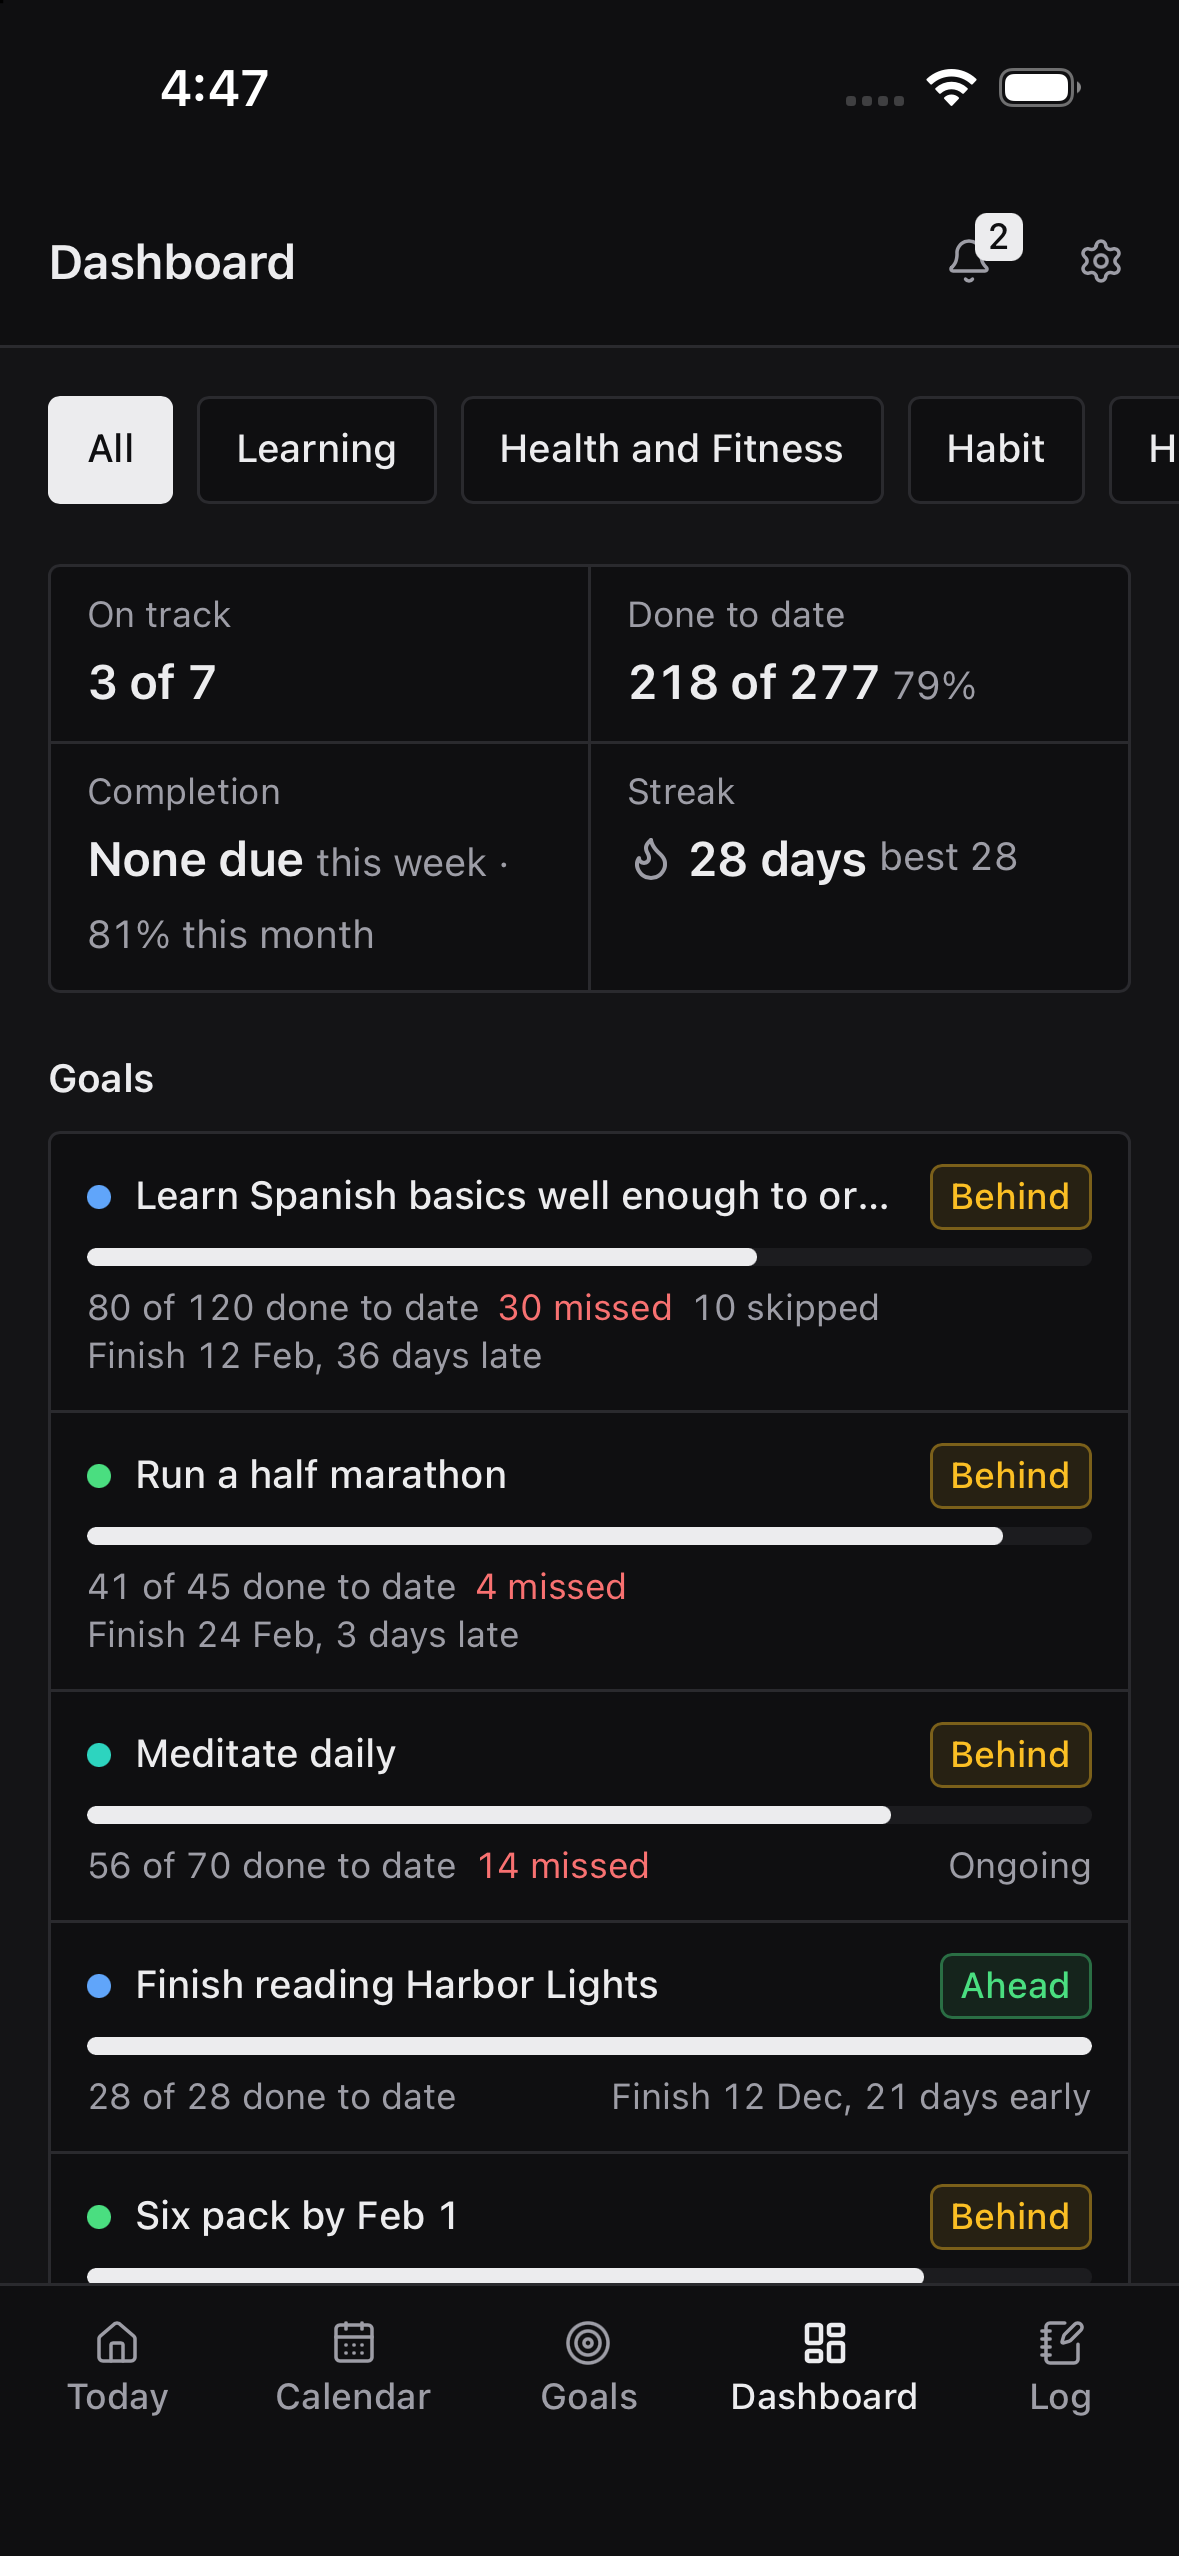 4:47
Dashboard
2
All
Learning
Health and Fitness
Habit
H
On track
3 of 7
Done to date
218 of 277 79%
Completion
None due this week ·
81% this month
Streak
28 days best 28
Goals
Learn Spanish basics well enough to or...
Behind
80 of 120 done to date 30 missed 10 skipped
Finish 12 Feb, 36 days late
Run a half marathon
Behind
41 of 45 done to date 4 missed
Finish 24 Feb, 3 days late
Meditate daily
Behind
56 of 70 done to date 14 missed
Ongoing
Finish reading Harbor Lights
Ahead
28 of 28 done to date
Finish 12 Dec, 21 days early
Six pack by Feb 1
Behind
Today
Calendar
Goals
Dashboard
Log